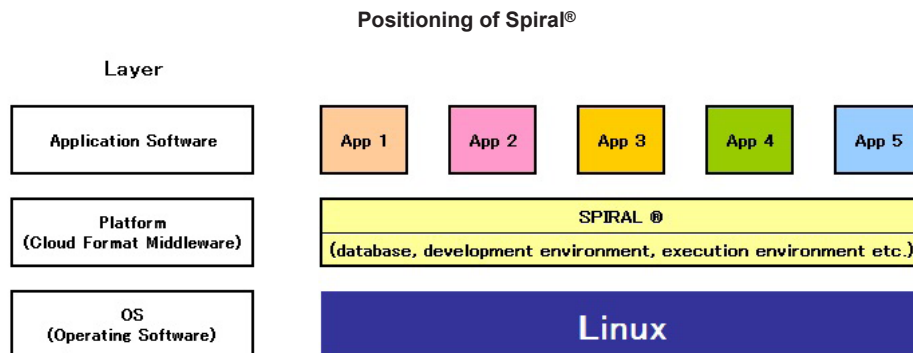 Positioning of Spiral®
Layer
Application Software
App 1
App 2
App 3
App 4
App 5
Platform
(Cloud Format Middleware)
SPIRAL ®
(database, development environment, execution environment etc.)
OS
(Operating Software)
Linux